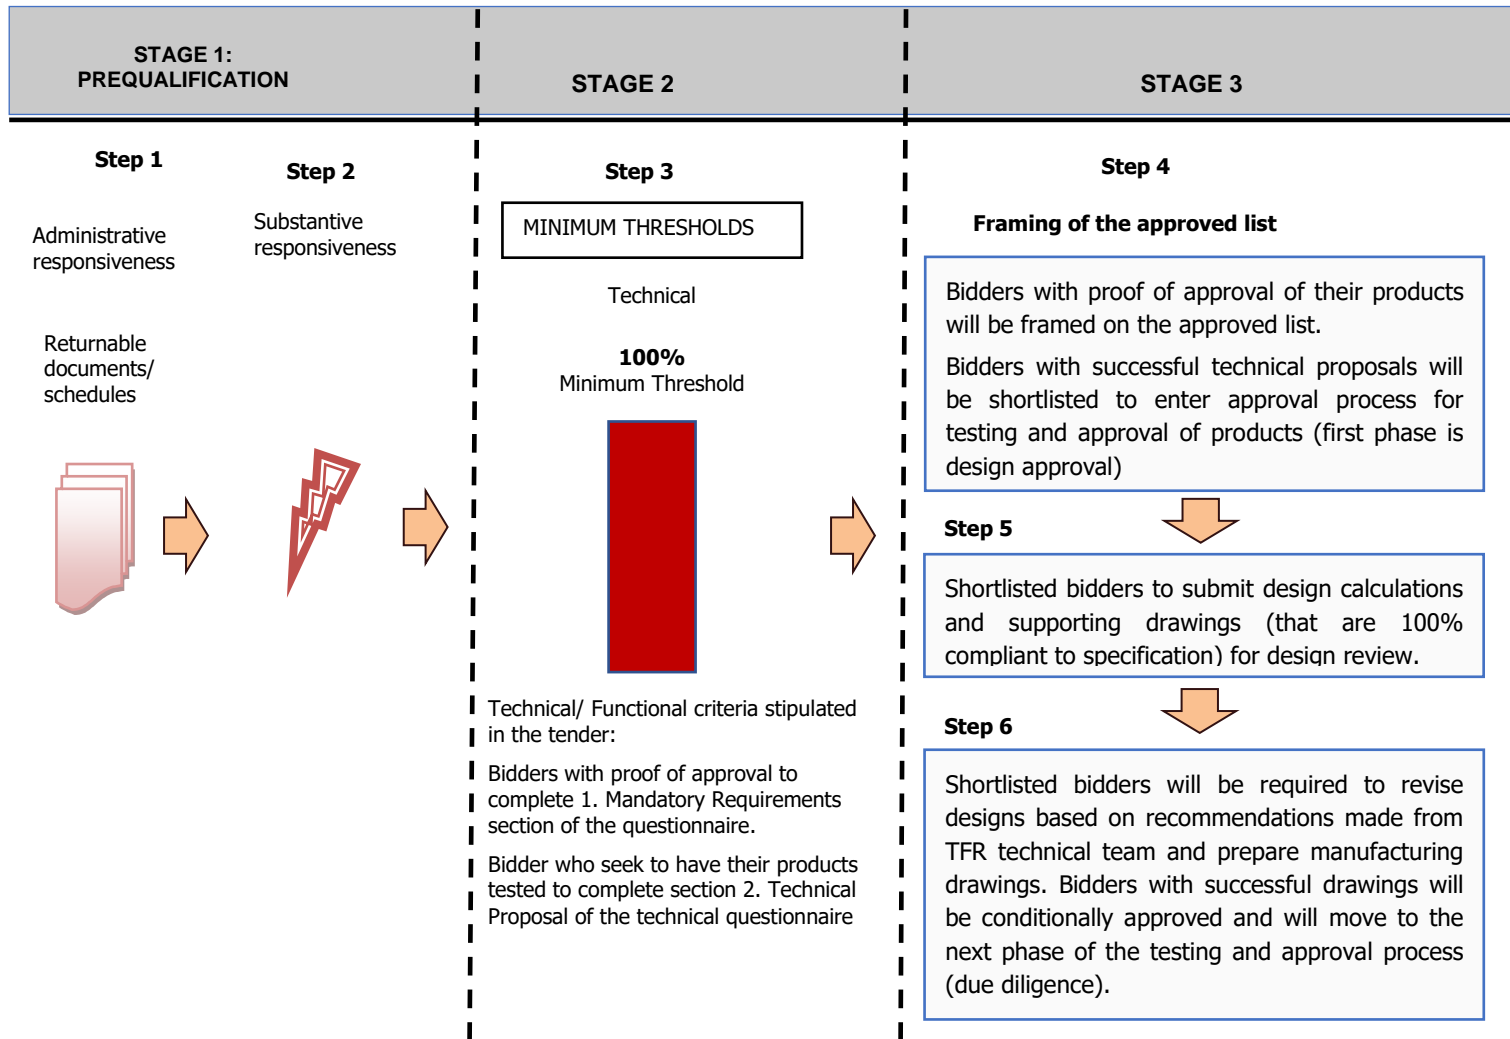 STAGE 1:
PREQUALIFICATION
STAGE 2
STAGE 3
Step 1
Administrative
responsiveness
Returnable
documents/
schedules
Step 2
Substantive
responsiveness
Step 3
MINIMUM THRESHOLDS
Technical
100%
Minimum Threshold
Technical/ Functional criteria stipulated
in the tender:
Bidders with proof of approval to
complete 1. Mandatory Requirements
section of the questionnaire.
Bidder who seek to have their products
tested to complete section 2. Technical
Proposal of the technical questionnaire
Step 4
Framing of the approved list
Bidders with proof of approval of their products
will be framed on the approved list.
Bidders with successful technical proposals will
be shortlisted to enter approval process for
testing and approval of products (first phase is
design approval)
Step 5
Shortlisted bidders to submit design calculations
and supporting drawings (that are 100%
compliant to specification) for design review.
Step 6
Shortlisted bidders will be required to revise
designs based on recommendations made from
TFR technical team and prepare manufacturing
drawings. Bidders with successful drawings will
be conditionally approved and will move to the
next phase of the testing and approval process
(due diligence).